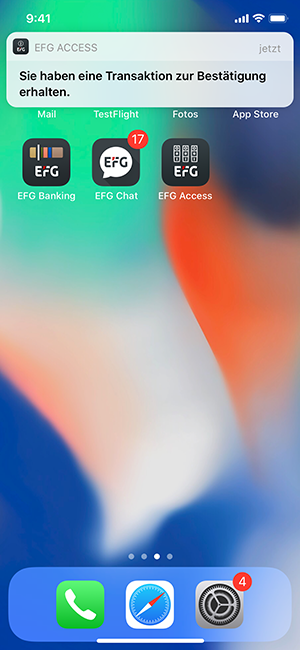 9:41
EFG
EFG ACCESS
jetzt
Sie haben eine Transaktion zur Bestätigung
erhalten.
Mail
TestFlight
Fotos
App Store
17
EFG
EFG
EFG
EFG Banking
EFG Chat
EFG Access
4